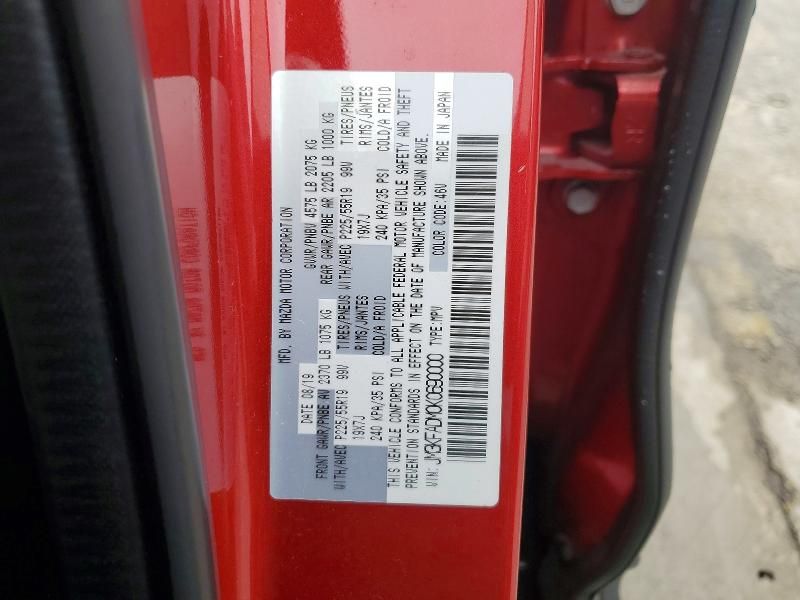 MFD. BY MAZDA MOTOR CORPORATION
DATE 08/19 GVWR/PNBV 4575 LB 2075 KG
FRONT GAWR/PNBE AV 2370 LB 1075 KG REAR GAWR/PNBE AR 2205 LB 1000 KG
WITH/AVEC P225/55R19 99V TIRES/PNEUS WITH/AVEC P225/55R19 99V TIRES/PNEUS
19X7J RIMS/JANTES 19X7J RIMS/JANTES
240 KPA/35 PSI COLD/A FROID 240 KPA/35 PSI COLD/A FROID
THIS VEHICLE CONFORMS TO ALL APPLICABLE FEDERAL MOTOR VEHICLE SAFETY AND THEFT
PREVENTION STANDARDS IN EFFECT ON THE DATE OF MANUFACTURE SHOWN ABOVE.
VIN: JM3KFADM0K0690000 TYPE:MPV COLOR CODE:46V MADE IN JAPAN